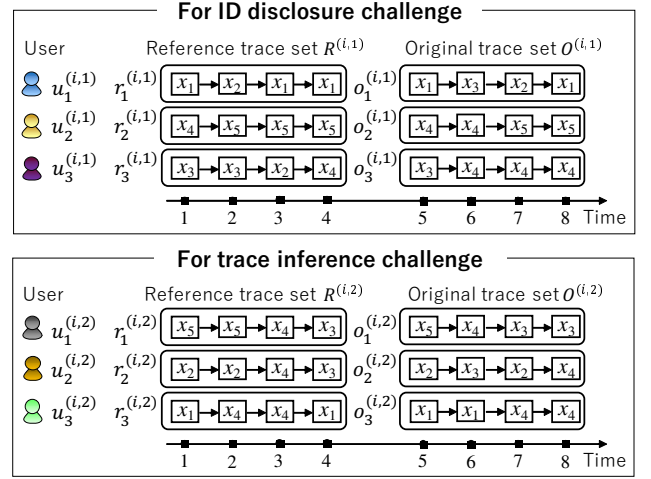 For ID disclosure challenge
User Reference trace set R^(i,1) Original trace set O^(i,1)
u_1^(i,1) r_1^(i,1) x_1 x_2 x_1 x_1 o_1^(i,1) x_1 x_3 x_2 x_1
u_2^(i,1) r_2^(i,1) x_4 x_5 x_5 x_5 o_2^(i,1) x_4 x_4 x_5 x_5
u_3^(i,1) r_3^(i,1) x_3 x_3 x_2 x_4 o_3^(i,1) x_3 x_4 x_4 x_4
1 2 3 4 5 6 7 8 Time
For trace inference challenge
User Reference trace set R^(i,2) Original trace set O^(i,2)
u_1^(i,2) r_1^(i,2) x_5 x_5 x_4 x_3 o_1^(i,2) x_5 x_4 x_3 x_3
u_2^(i,2) r_2^(i,2) x_2 x_2 x_4 x_3 o_2^(i,2) x_2 x_3 x_2 x_4
u_3^(i,2) r_3^(i,2) x_1 x_4 x_4 x_1 o_3^(i,2) x_1 x_1 x_4 x_4
1 2 3 4 5 6 7 8 Time